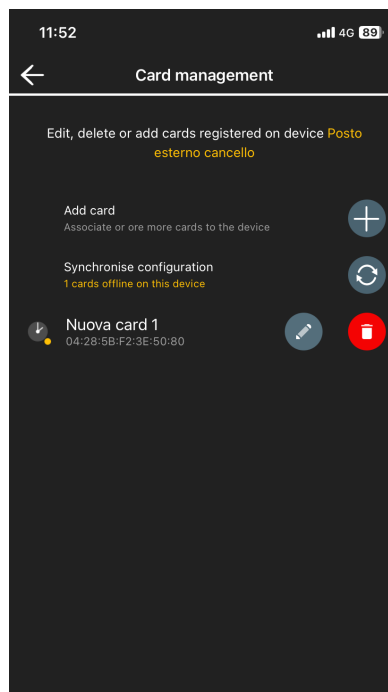 11:52
4G 89
Card management
Edit, delete or add cards registered on device Posto
esterno cancello
Add card
Associate or ore more cards to the device
Synchronise configuration
1 cards offline on this device
Nuova card 1
04:28:5B:F2:3E:50:80